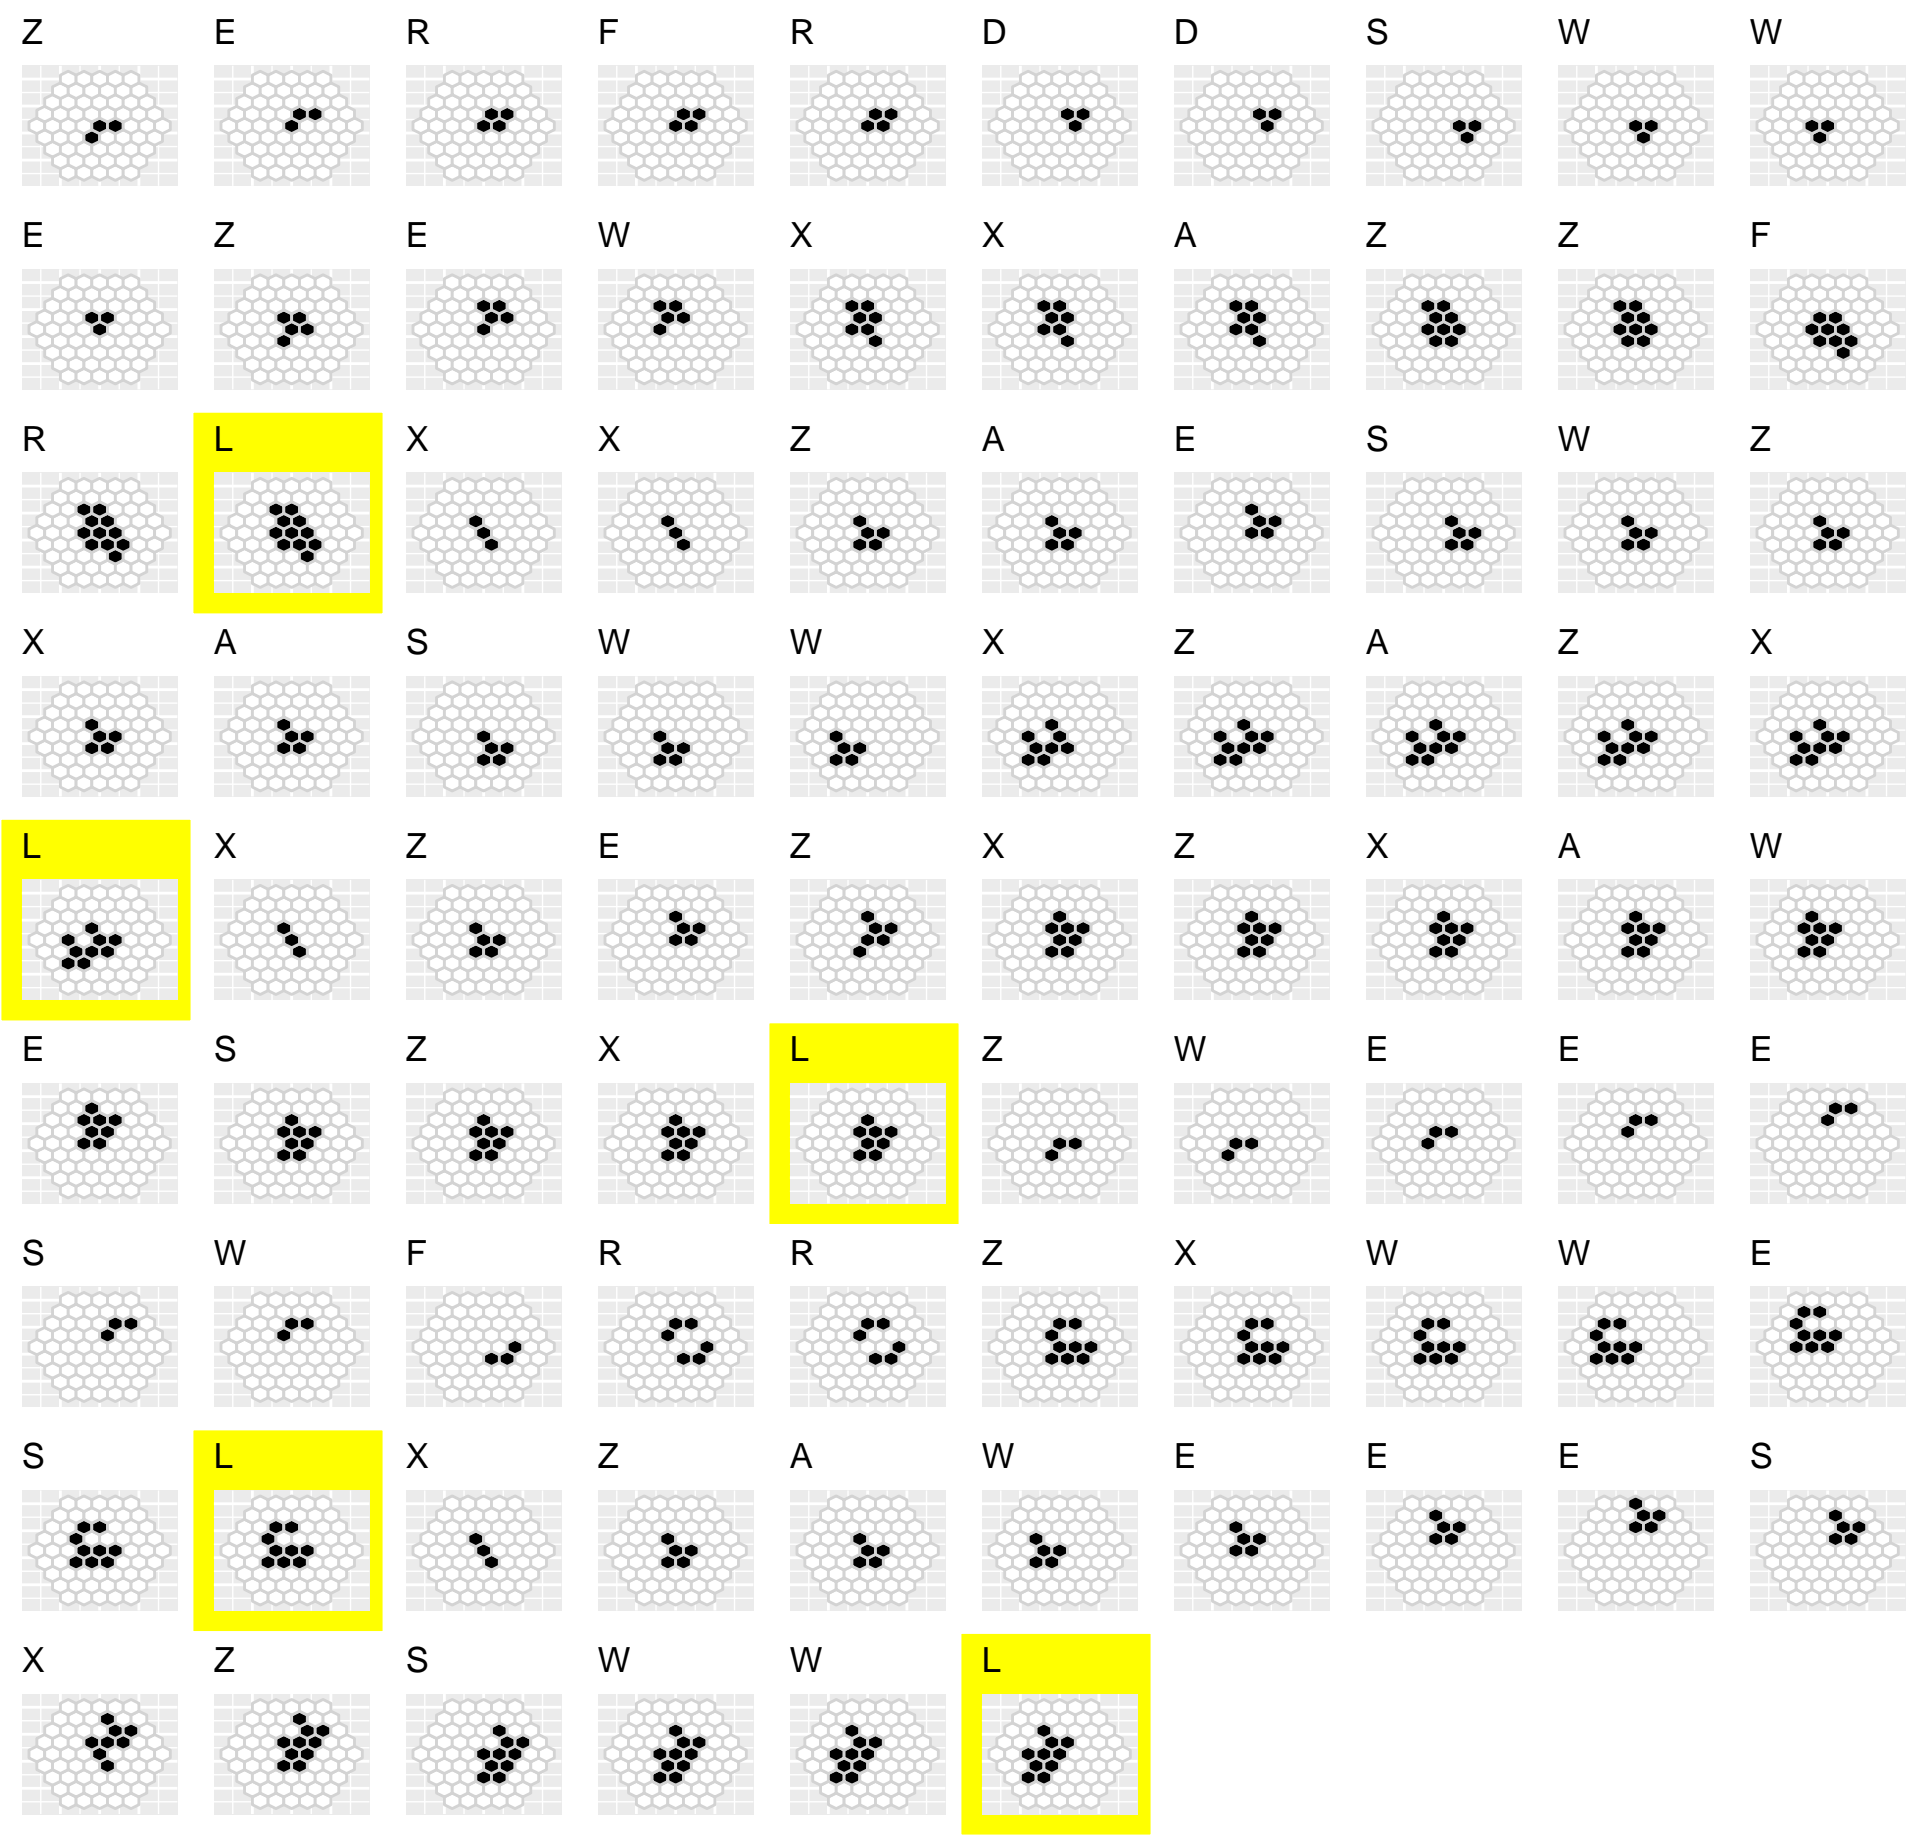 Z E R F R D D S W W
E Z E W X X A Z Z F
R L X X Z A E S W Z
X A S W W X Z A Z X
L X Z E Z X Z X A W
E S Z X L Z W E E E
S W F R R Z X W W E
S L X Z A W E E E S
X Z S W W L